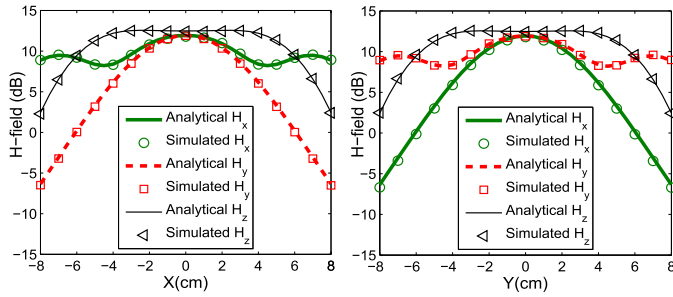 15
10
5
0
−5
−10
−15
−8
−6
−4
−2
0
2
4
6
8
H-field (dB)
X(cm)
Analytical Hx
Simulated Hx
Analytical Hy
Simulated Hy
Analytical Hz
Simulated Hz
15
10
5
0
−5
−10
−15
−8
−6
−4
−2
0
2
4
6
8
H-field (dB)
Y(cm)
Analytical Hx
Simulated Hx
Analytical Hy
Simulated Hy
Analytical Hz
Simulated Hz